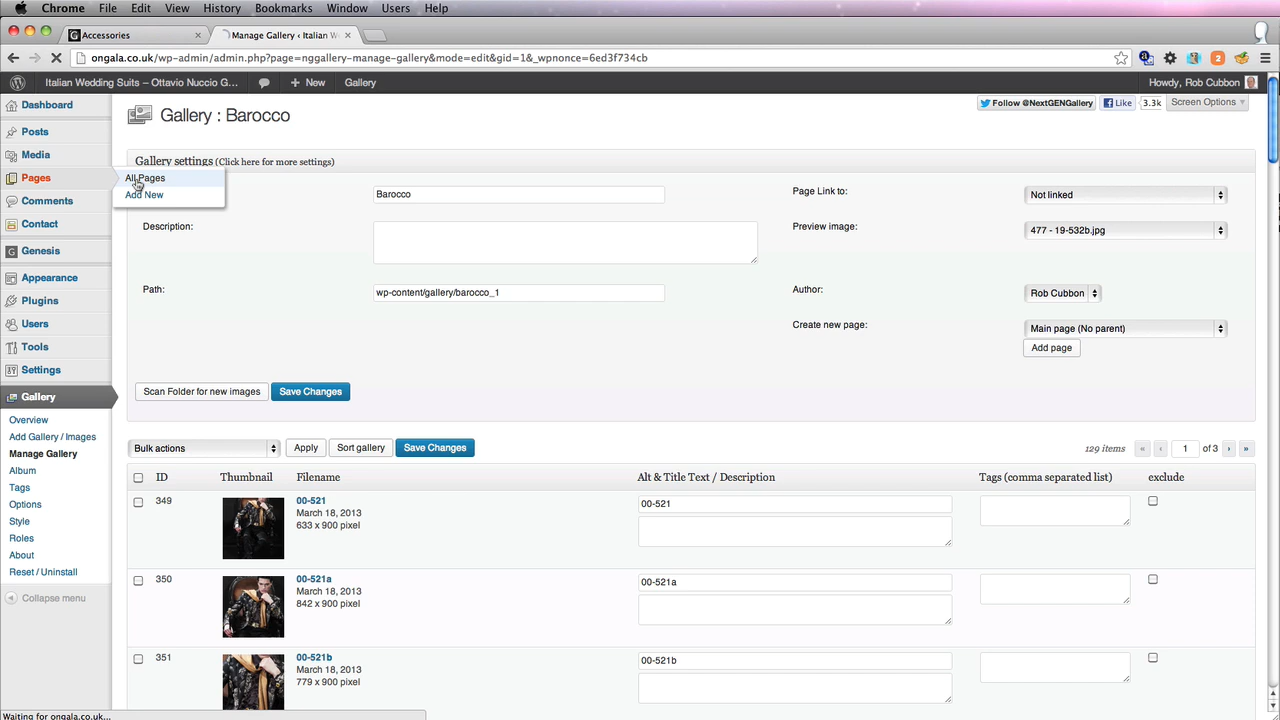 Chrome File Edit View History Bookmarks Window Users Help
Accessories × Manage Gallery ‹ Italian W ×
ongala.co.uk/wp-admin/admin.php?page=nggallery-manage-gallery&mode=edit&gid=1&_wpnonce=6ed3f734cb
2
Italian Wedding Suits – Ottavio Nuccio G... + New Gallery Howdy, Rob Cubbon
Dashboard
Posts
Media
Pages
Comments
Contact
Genesis
Appearance
Plugins
Users
Tools
Settings
Gallery
Overview
Add Gallery / Images
Manage Gallery
Album
Tags
Options
Style
Roles
About
Reset / Uninstall
Collapse menu
All Pages
Add New
Gallery : Barocco
Follow @NextGENGallery Like 3.3k Screen Options
Gallery settings (Click here for more settings)
Barocco
Page Link to: Not linked
Description:
Preview image: 477 - 19-532b.jpg
Path: wp-content/gallery/barocco_1
Author: Rob Cubbon
Create new page: Main page (No parent)
Add page
Scan Folder for new images Save Changes
Bulk actions Apply Sort gallery Save Changes 129 items « ‹ 1 of 3 › »
ID Thumbnail Filename Alt & Title Text / Description Tags (comma separated list) exclude
349 00-521 00-521
March 18, 2013
633 x 900 pixel
350 00-521a 00-521a
March 18, 2013
842 x 900 pixel
351 00-521b 00-521b
March 18, 2013
779 x 900 pixel
Waiting for ongala.co.uk...